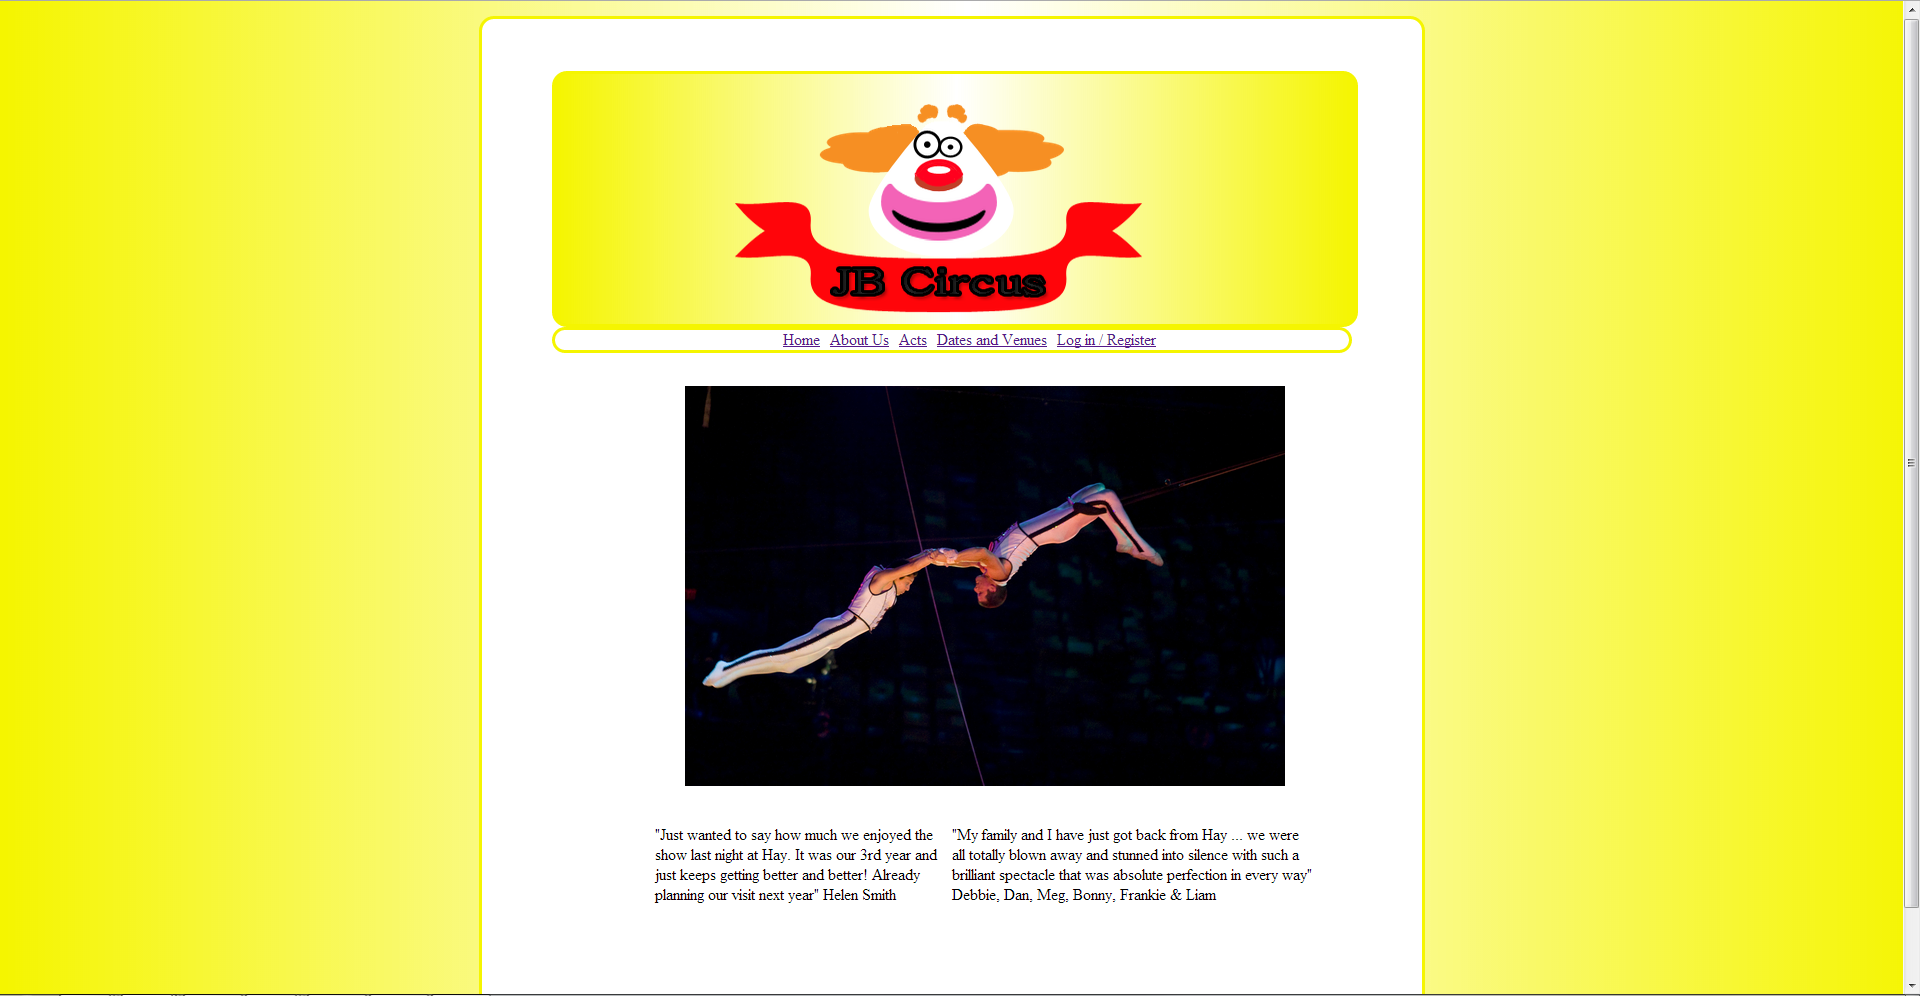 JB Circus
Home About Us Acts Dates and Venues Log in / Register
"Just wanted to say how much we enjoyed the
show last night at Hay. It was our 3rd year and
just keeps getting better and better! Already
planning our visit next year" Helen Smith
"My family and I have just got back from Hay ... we were
all totally blown away and stunned into silence with such a
brilliant spectacle that was absolute perfection in every way"
Debbie, Dan, Meg, Bonny, Frankie & Liam